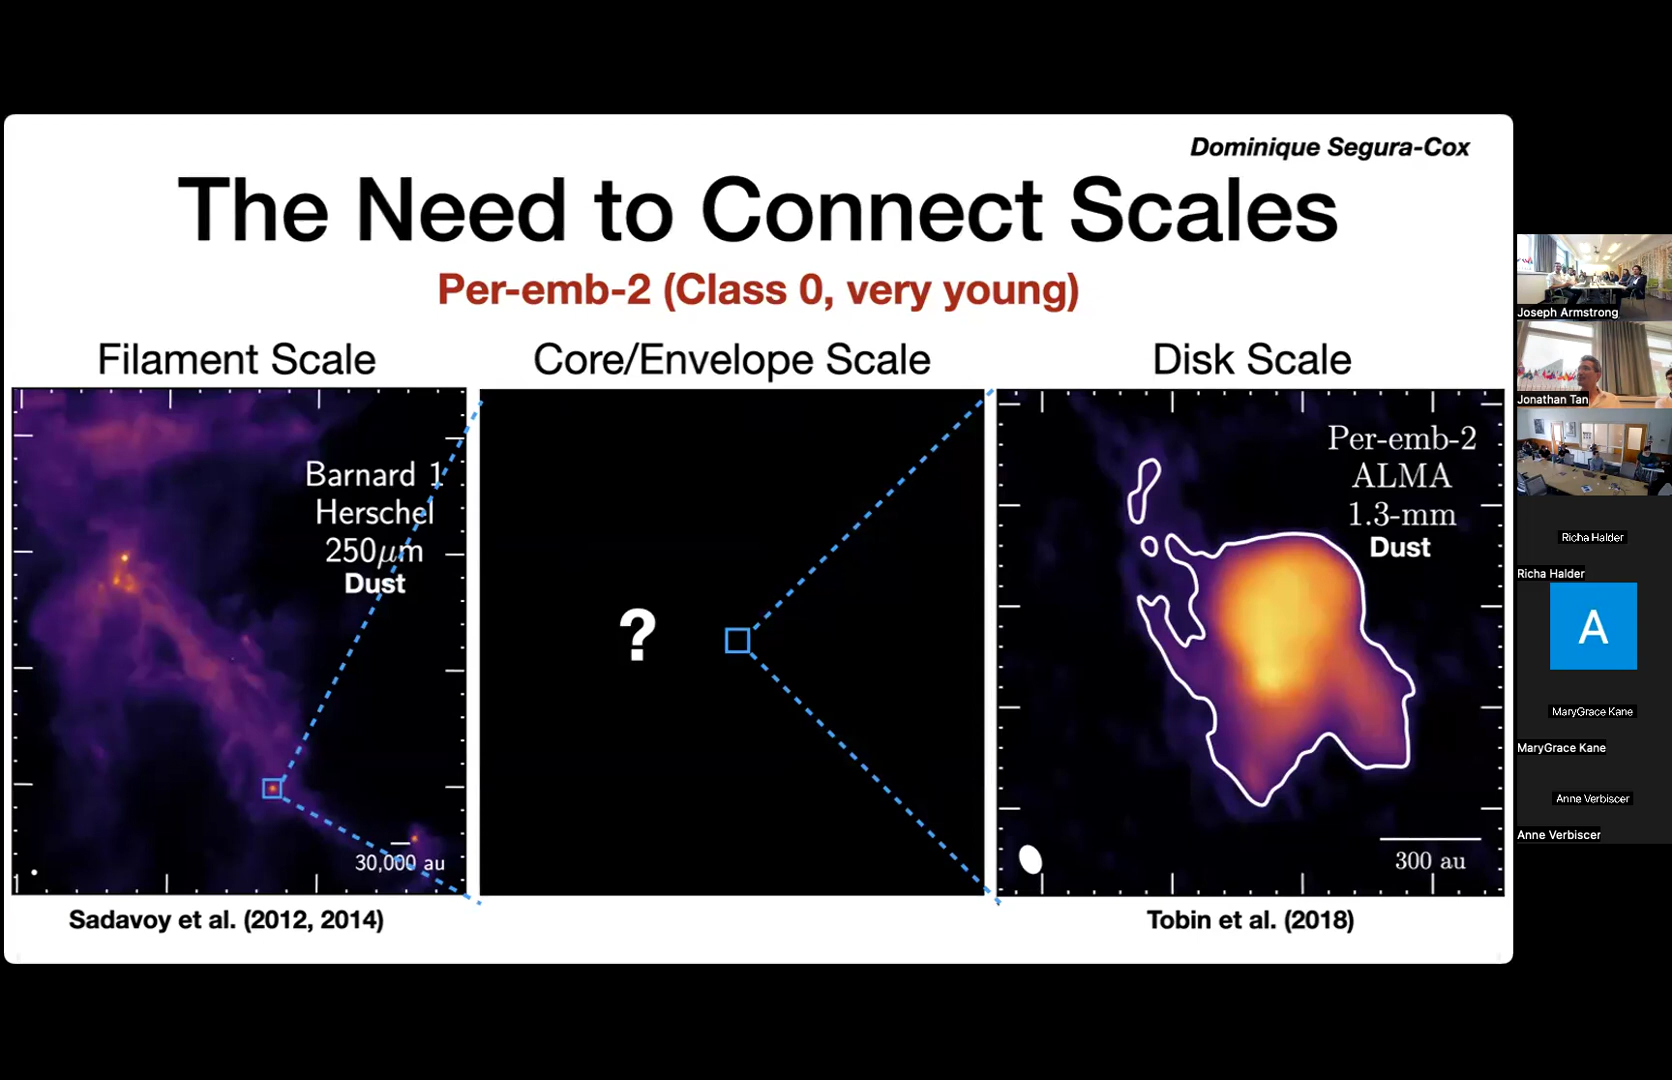 Dominique Segura-Cox
The Need to Connect Scales
Per-emb-2 (Class 0, very young)
Filament Scale
Barnard 1
Herschel
250μm
Dust
30,000 au
Sadavoy et al. (2012, 2014)
Core/Envelope Scale
?
Disk Scale
Per-emb-2
ALMA
1.3-mm
Dust
300 au
Tobin et al. (2018)
Joseph Armstrong
Jonathan Tan
Richa Halder
Richa Halder
A
MaryGrace Kane
MaryGrace Kane
Anne Verbiscer
Anne Verbiscer